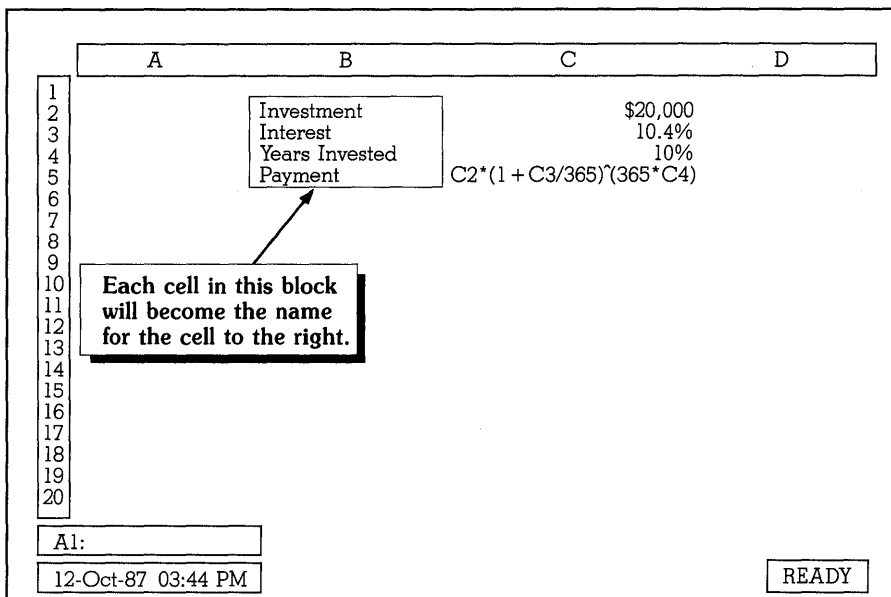 A B C D
1
2 Investment $20,000
3 Interest 10.4%
4 Years Invested 10%
5 Payment C2*(1+C3/365)^(365*C4)
6
7
8
9
10 Each cell in this block
11 will become the name
12 for the cell to the right.
13
14
15
16
17
18
19
20
A1:
12-Oct-87 03:44 PM READY